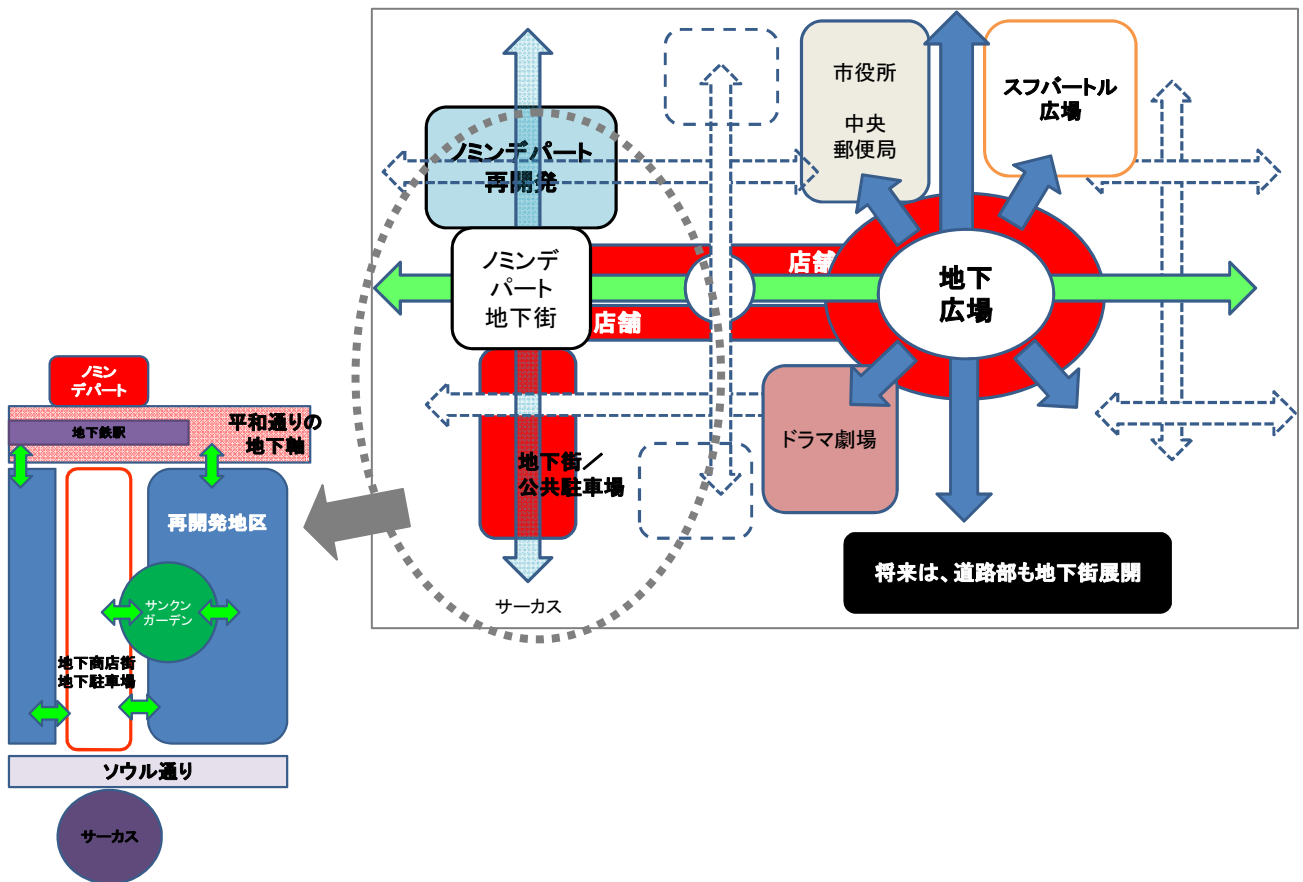 市役所
中央
郵便局
スフバートル
広場
ノミンデパート
再開発
ノミンデ
パート
地下街
店舗
店舗
地下
広場
地下街／
公共駐車場
ドラマ劇場
将来は、道路部も地下街展開
サーカス
ノミン
デパート
平和通りの
地下軸
地下鉄駅
再開発地区
サンクン
ガーデン
地下商店街
地下駐車場
ソウル通り
サーカス